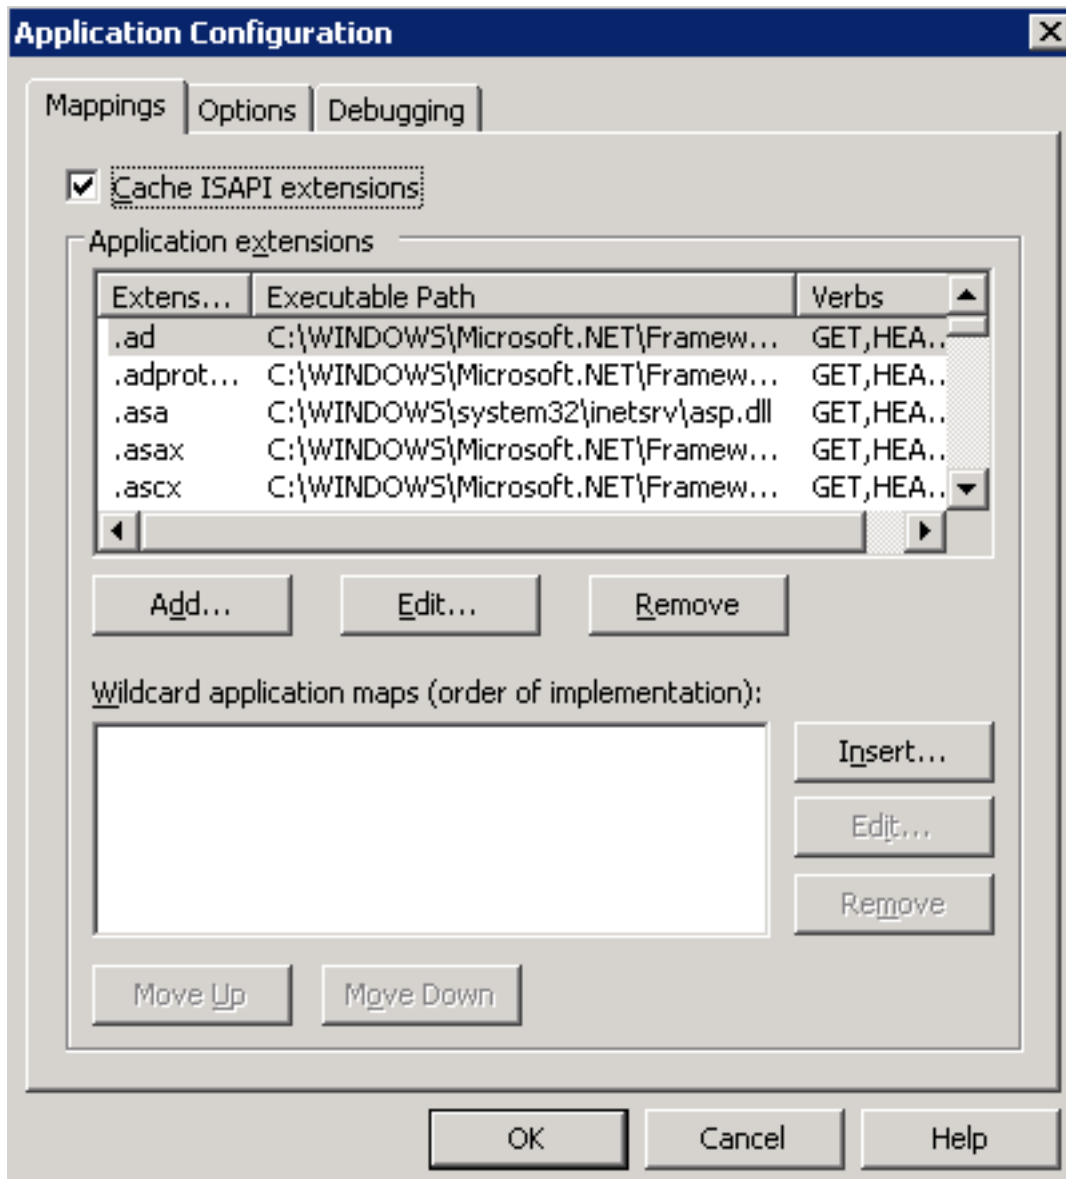 Application Configuration
Mappings Options Debugging
Cache ISAPI extensions
Application extensions
Extens... Executable Path Verbs
.ad C:\WINDOWS\Microsoft.NET\Framew... GET,HEA..
.adprot... C:\WINDOWS\Microsoft.NET\Framew... GET,HEA..
.asa C:\WINDOWS\system32\inetsrv\asp.dll GET,HEA..
.asax C:\WINDOWS\Microsoft.NET\Framew... GET,HEA..
.ascx C:\WINDOWS\Microsoft.NET\Framew... GET,HEA..
Add... Edit... Remove
Wildcard application maps (order of implementation):
Insert...
Edit...
Remove
Move Up Move Down
OK Cancel Help